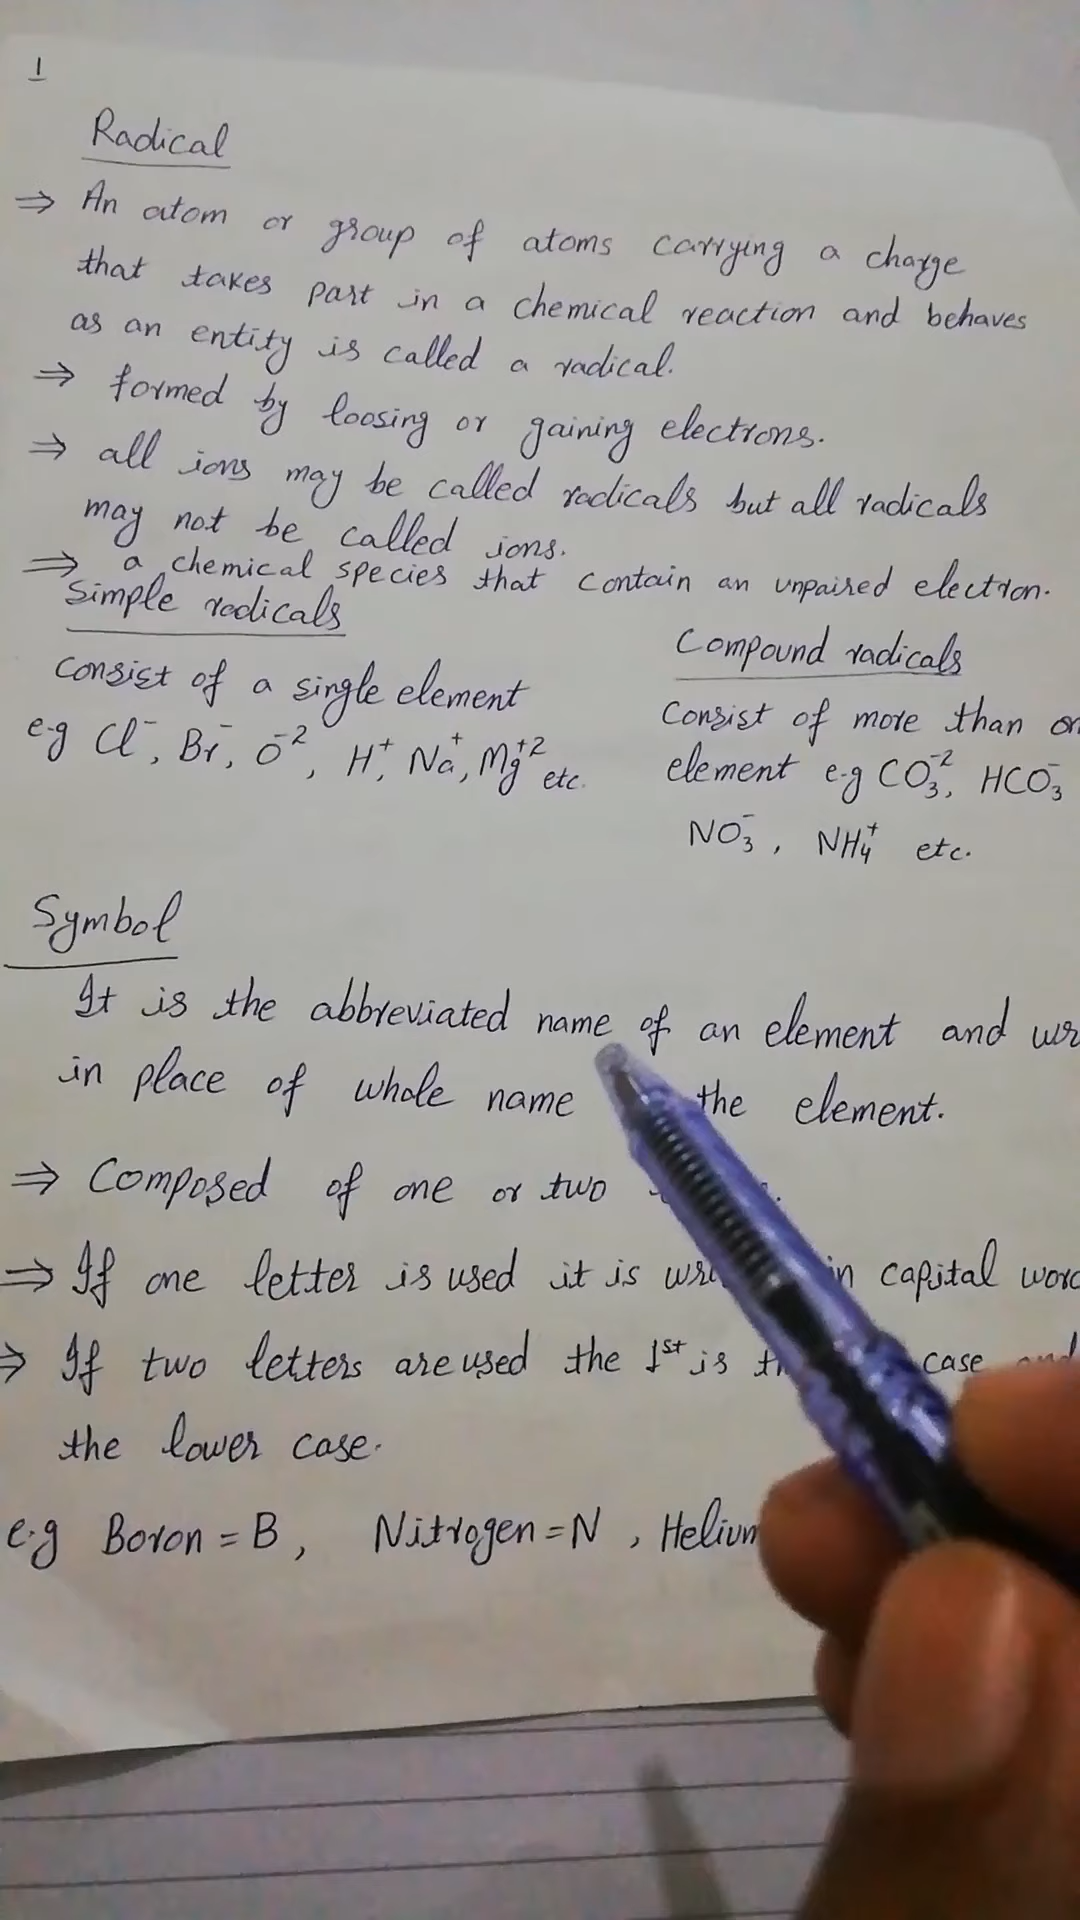 1
Radical
⇒ An atom or group of atoms carrying a charge
that takes part in a chemical reaction and behaves
as an entity is called a radical.
⇒ formed by loosing or gaining electrons.
⇒ all ions may be called radicals but all radicals
may not be called ions.
⇒ a chemical species that contain an unpaired electron.
Simple radicals
Consist of a single element
e-g Cl⁻, Br⁻, O⁻², H⁺, Na⁺, Mg⁺² etc.
Compound radicals
Consist of more than
element e-g CO₃⁻², HCO₃⁻
NO₃⁻, NH₄⁺ etc.
Symbol
It is the abbreviated name of an element and
in place of whole name the element.
⇒ Composed of one or two
⇒ If one letter is used it is in capital
⇒ If two letters are used the 1st is case
the lower case.
e.g Boron = B, Nitrogen = N, Helium